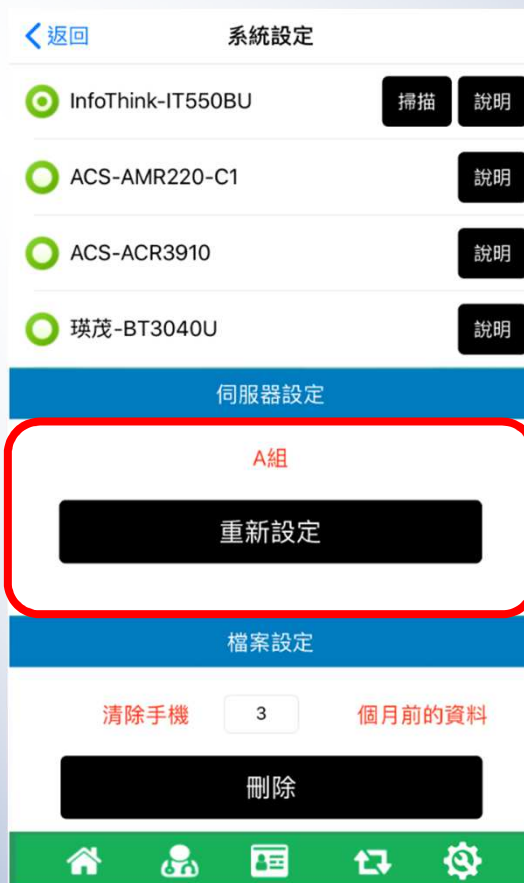 返回 系統設定
InfoThink-IT550BU 掃描 說明
ACS-AMR220-C1 說明
ACS-ACR3910 說明
瑛茂-BT3040U 說明
伺服器設定
A組
重新設定
檔案設定
清除手機 3 個月前的資料
刪除